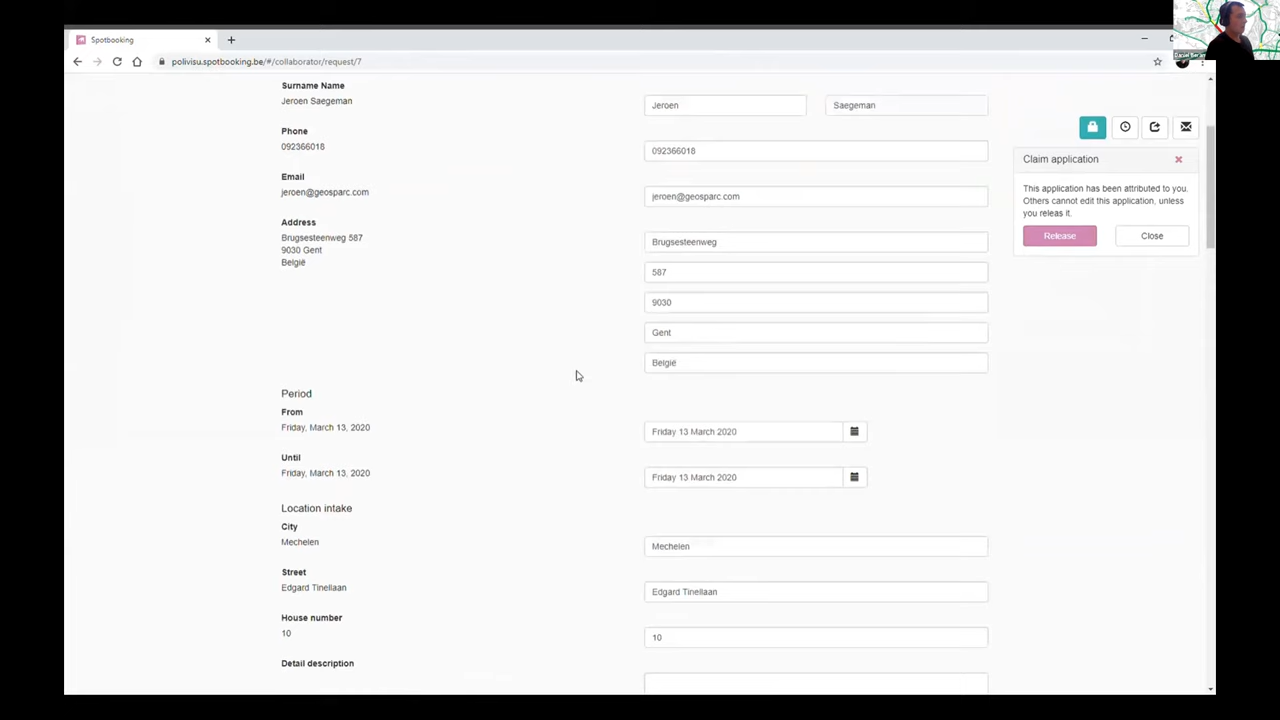 Spotbooking
polivisu.spotbooking.be/#/collaborator/request/7
Surname Name
Jeroen Saegeman
Jeroen
Saegeman
Phone
092366018
092366018
Email
jeroen@geosparc.com
jeroen@geosparc.com
Address
Brugsesteenweg 587
9030 Gent
België
Brugsesteenweg
587
9030
Gent
België
Period
From
Friday, March 13, 2020
Friday 13 March 2020
Until
Friday, March 13, 2020
Friday 13 March 2020
Location intake
City
Mechelen
Mechelen
Street
Edgard Tinellaan
Edgard Tinellaan
House number
10
10
Detail description
Claim application
This application has been attributed to you.
Others cannot edit this application, unless
you releas it.
Release
Close